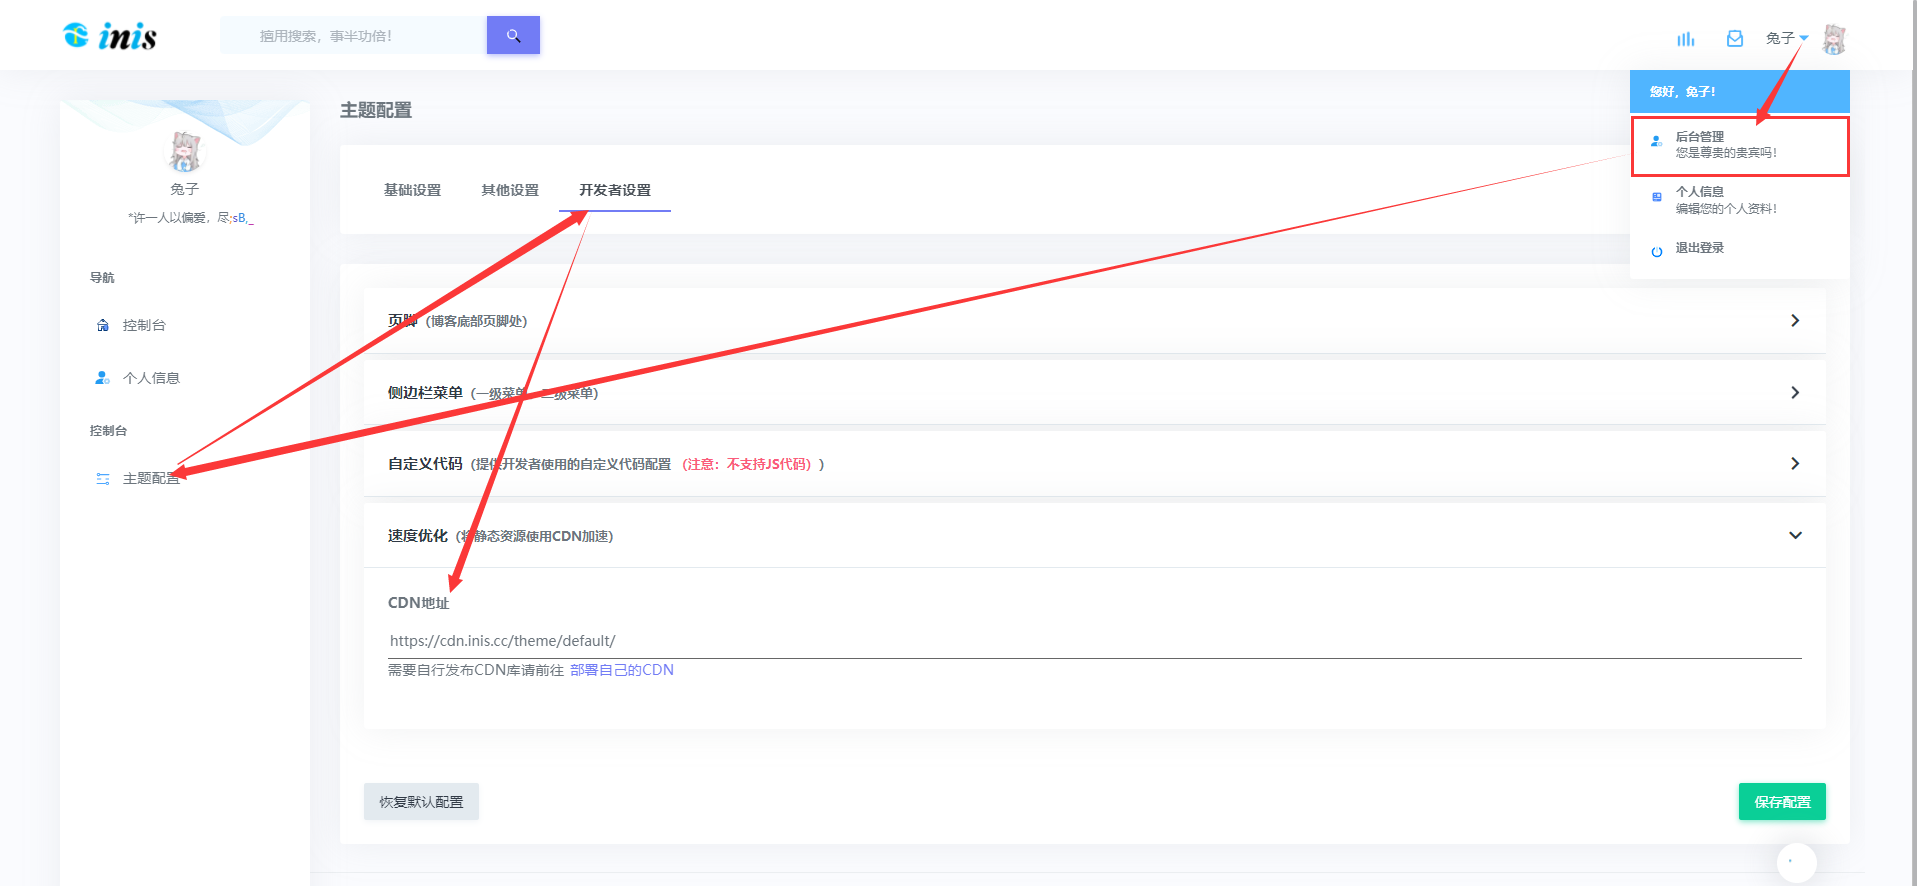 inis
擅用搜索，事半功倍！
兔子
您好，兔子！
后台管理
您是尊贵的贵宾吗！
个人信息
编辑您的个人资料！
退出登录
兔子
*许一人以偏爱，尽;sB,_
导航
控制台
个人信息
控制台
主题配置
主题配置
基础设置
其他设置
开发者设置
页脚（博客底部页脚处）
侧边栏菜单（一级菜单、二级菜单）
自定义代码（提供开发者使用的自定义代码配置 （注意：不支持JS代码））
速度优化（将静态资源使用CDN加速）
CDN地址
https://cdn.inis.cc/theme/default/
需要自行发布CDN库请前往 部署自己的CDN
恢复默认配置
保存配置